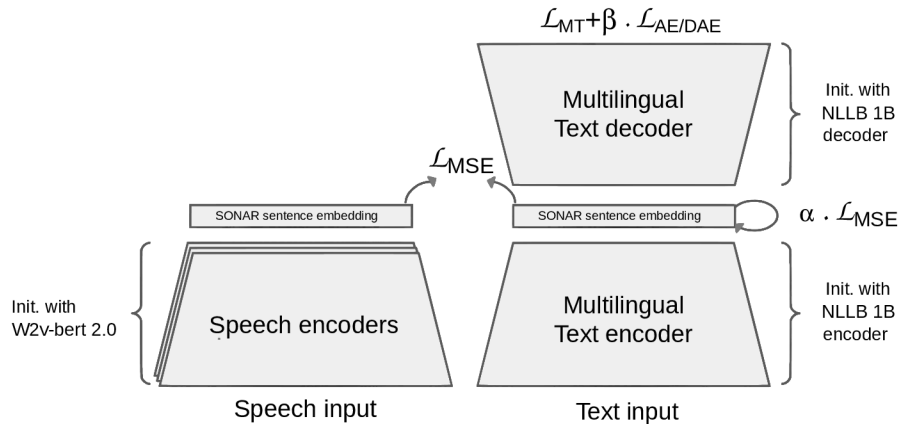 ℒMT+β . ℒAE/DAE
Multilingual
Text decoder
Init. with
NLLB 1B
decoder
ℒMSE
SONAR sentence embedding
SONAR sentence embedding
α . ℒMSE
Init. with
W2v-bert 2.0
Speech encoders
Multilingual
Text encoder
Init. with
NLLB 1B
encoder
Speech input
Text input